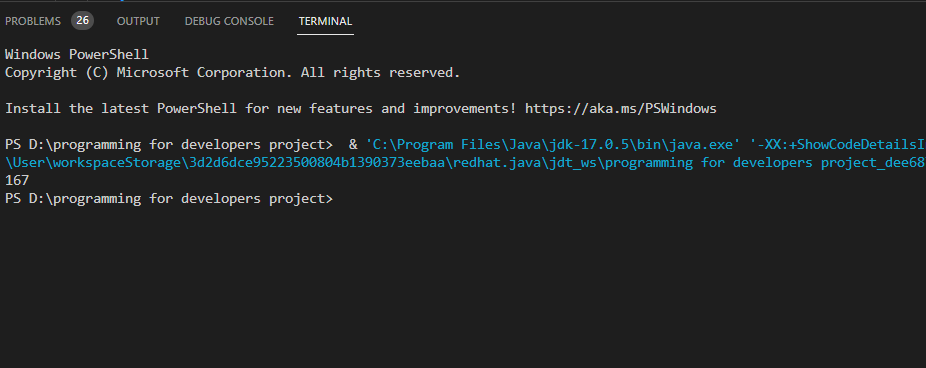 PROBLEMS 26 OUTPUT DEBUG CONSOLE TERMINAL
Windows PowerShell
Copyright (C) Microsoft Corporation. All rights reserved.
Install the latest PowerShell for new features and improvements! https://aka.ms/PSWindows
PS D:\programming for developers project>  & 'C:\Program Files\Java\jdk-17.0.5\bin\java.exe' '-XX:+ShowCodeDetailsI
\User\workspaceStorage\3d2d6dce95223500804b1390373eebaa\redhat.java\jdt_ws\programming for developers project_dee68
167
PS D:\programming for developers project>